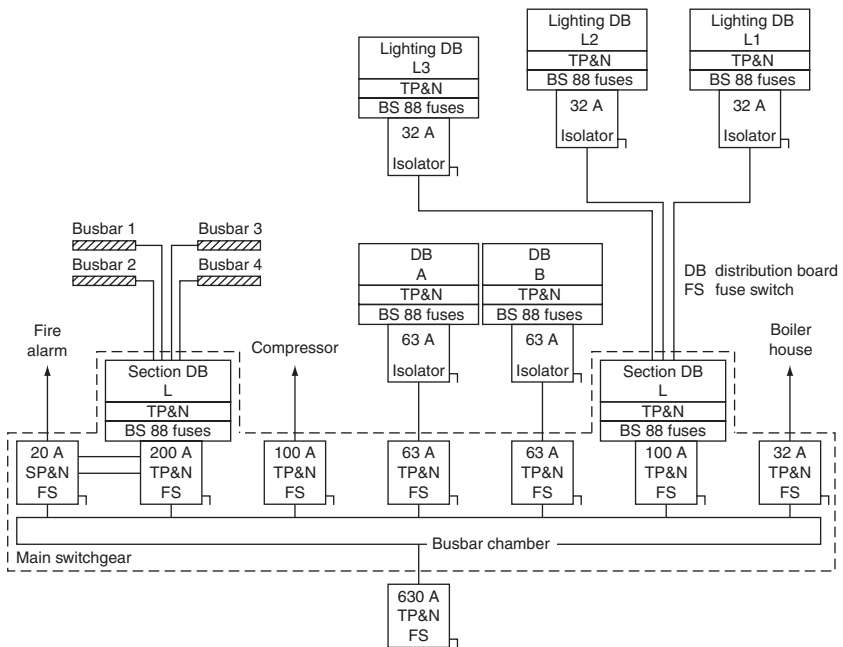 Lighting DB
L3
TP&N
BS 88 fuses
32 A
Isolator
Lighting DB
L2
TP&N
BS 88 fuses
32 A
Isolator
Lighting DB
L1
TP&N
BS 88 fuses
32 A
Isolator
Busbar 1
Busbar 3
Busbar 2
Busbar 4
DB
A
TP&N
BS 88 fuses
63 A
Isolator
DB
B
TP&N
BS 88 fuses
63 A
Isolator
DB distribution board
FS fuse switch
Fire
alarm
Section DB
L
TP&N
BS 88 fuses
Compressor
Section DB
L
TP&N
BS 88 fuses
Boiler
house
20 A
SP&N
FS
200 A
TP&N
FS
100 A
TP&N
FS
63 A
TP&N
FS
63 A
TP&N
FS
100 A
TP&N
FS
32 A
TP&N
FS
Busbar chamber
Main switchgear
630 A
TP&N
FS